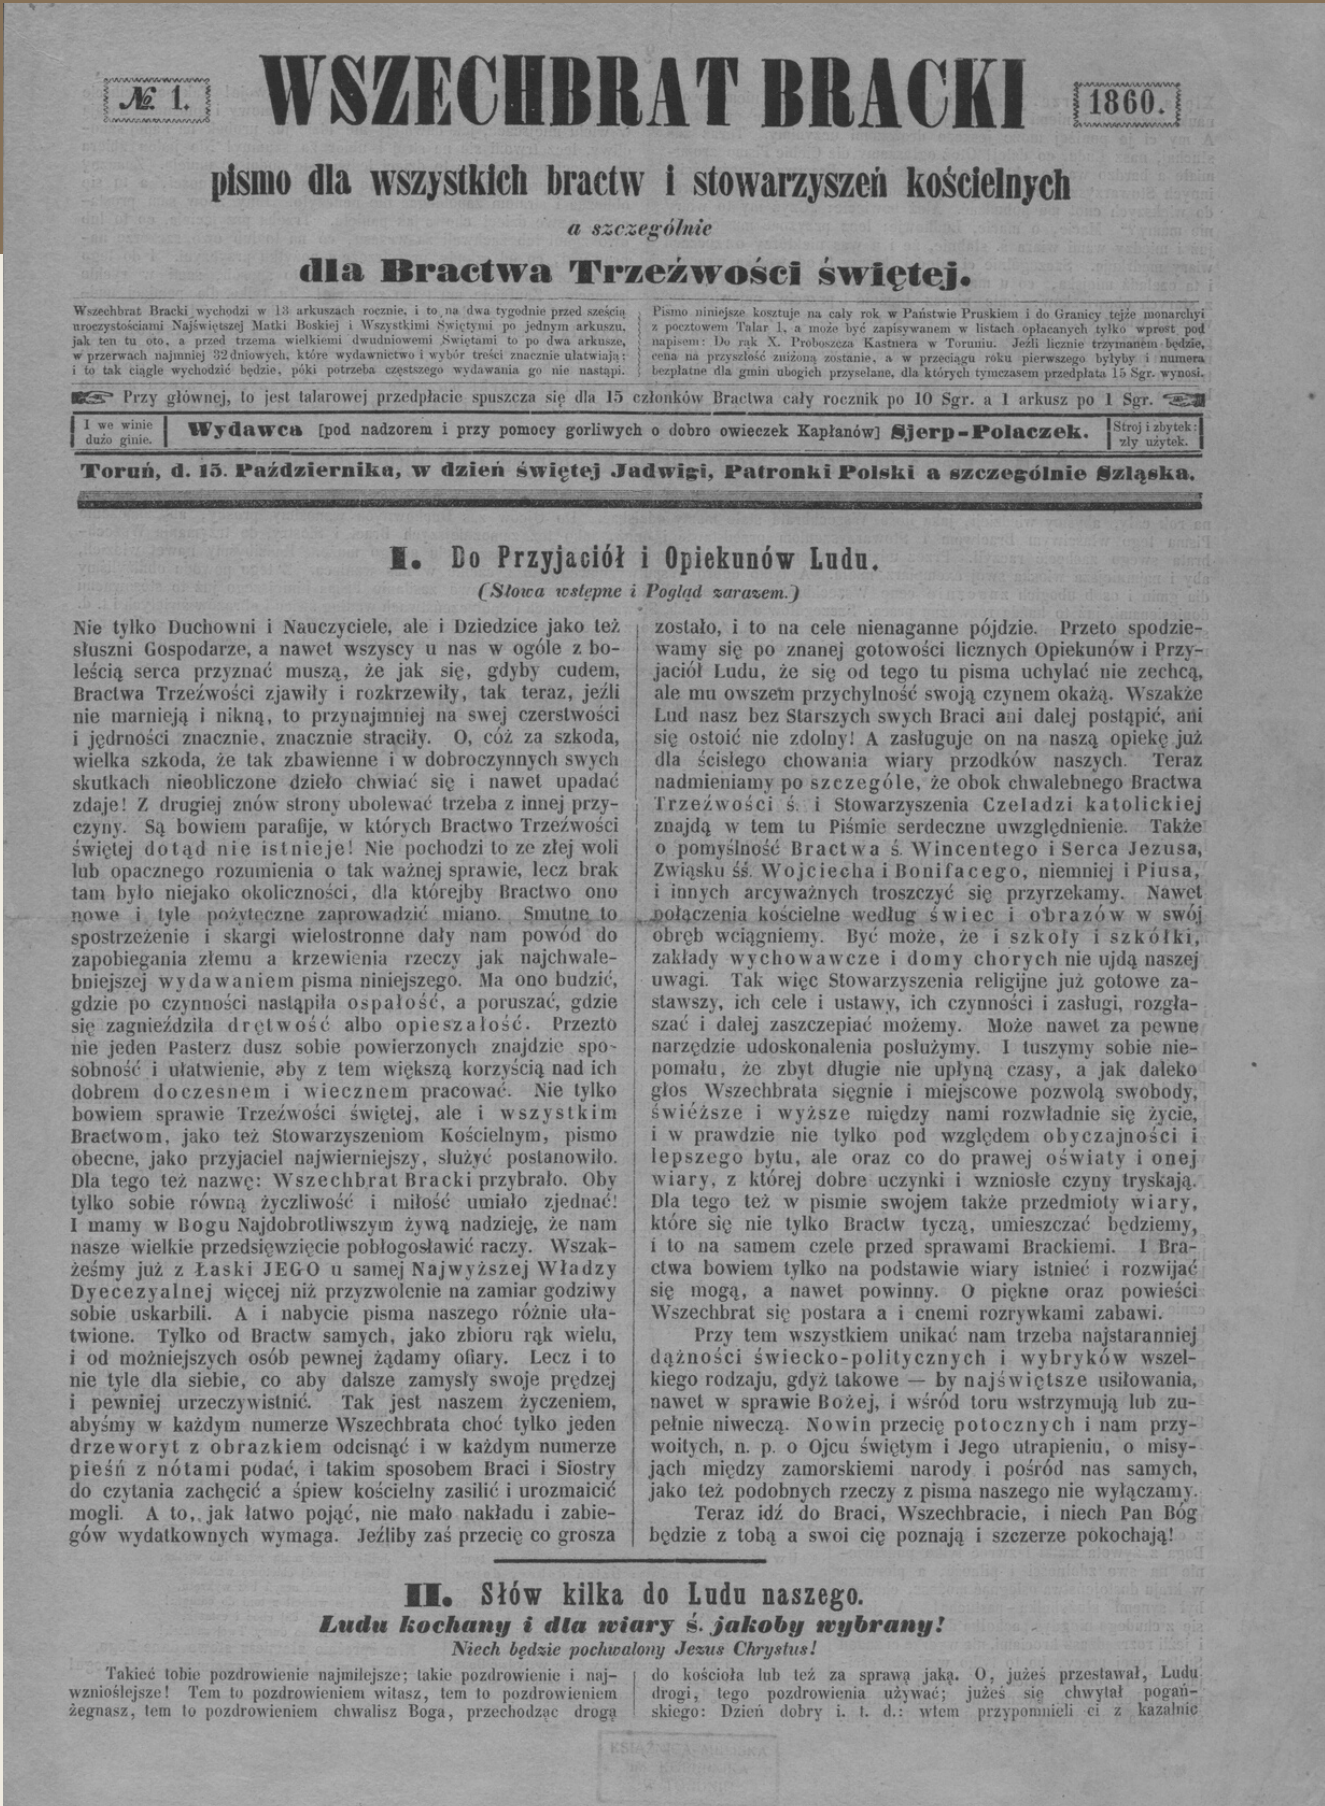 № 1.
WSZECHBRAT BRACKI
1860.
pismo dla wszystkich bractw i stowarzyszeń kościelnych
a szczególnie
dla Bractwa Trzeźwości świętej.
Wszechbrat Bracki wychodzi w 13 arkuszach rocznie, i to na dwa tygodnie przed sześcią
uroczystościami Najświętszej Matki Boskiej i Wszystkimi Świętymi po jednym arkuszu,
jak ten tu oto, a przed trzema wielkiemi dwudniowemi Świętami to po dwa arkusze,
w przerwach najmniej 32dniowych, które wydawnictwo i wybór treści znacznie ułatwiają:
i to tak ciągle wychodzić będzie, póki potrzeba częstszego wydawania go nie nastąpi.
Pismo niniejsze kosztuje na cały rok w Państwie Pruskiem i do Granicy tejże monarchyi
z pocztowem Talar 1, a może być zapisywanem w listach opłacanych tylko wprost pod
napisem: Do rąk X. Proboszcza Kastnera w Toruniu. Jeźli licznie trzymanem będzie,
cena na przyszłość zniżoną zostanie, a w przeciągu roku pierwszego byłyby i numera
bezpłatne dla gmin ubogich przysełane, dla których tymczasem przedpłata 15 Sgr. wynosi.
Przy głównej, to jest talarowej przedpłacie spuszcza się dla 15 członków Bractwa cały rocznik po 10 Sgr. a 1 arkusz po 1 Sgr.
I we winie
dużo ginie.
Wydawca [pod nadzorem i przy pomocy gorliwych o dobro owieczek Kapłanów] Sjerp-Polaczek.
Strój i zbytek:
zły użytek.
Toruń, d. 15. Października, w dzień świętej Jadwigi, Patronki Polski a szczególnie Szląska.
I. Do Przyjaciół i Opiekunów Ludu.
(Słowa wstępne i Pogląd zarazem.)
Nie tylko Duchowni i Nauczyciele, ale i Dziedzice jako też
słuszni Gospodarze, a nawet wszyscy u nas w ogóle z bo-
leścią serca przyznać muszą, że jak się, gdyby cudem,
Bractwa Trzeźwości zjawiły i rozkrzewiły, tak teraz, jeźli
nie marnieją i nikną, to przynajmniej na swej czerstwości
i jędrności znacznie, znacznie straciły. O, cóż za szkoda,
wielka szkoda, że tak zbawienne i w dobroczynnych swych
skutkach nieobliczone dzieło chwiać się i nawet upadać
zdaje! Z drugiej znów strony ubolewać trzeba z innej przy-
czyny. Są bowiem parafije, w których Bractwo Trzeźwości
świętej dotąd nie istnieje! Nie pochodzi to ze złej woli
lub opacznego rozumienia o tak ważnej sprawie, lecz brak
tam było niejako okoliczności, dla którejby Bractwo ono
nowe i tyle pożyteczne zaprowadzić miano. Smutne to
spostrzeżenie i skargi wielostronne dały nam powód do
zapobiegania złemu a krzewienia rzeczy jak najchwale-
bniejszej wydawaniem pisma niniejszego. Ma ono budzić,
gdzie po czynności nastąpiła ospałość, a poruszać, gdzie
się zagnieździła drętwość albo opieszałość. Przezto
nie jeden Pasterz dusz sobie powierzonych znajdzie spo-
sobność i ułatwienie, aby z tem większą korzyścią nad ich
dobrem doczesnem i wiecznem pracować. Nie tylko
bowiem sprawie Trzeźwości świętej, ale i wszystkim
Bractwom, jako też Stowarzyszeniom Kościelnym, pismo
obecne, jako przyjaciel najwierniejszy, służyć postanowiło.
Dla tego też nazwę: Wszechbrat Bracki przybrało. Oby
tylko sobie równą życzliwość i miłość umiało zjednać!
I mamy w Bogu Najdobrotliwszym żywą nadzieję, że nam
nasze wielkie przedsięwzięcie pobłogosławić raczy. Wszak-
żeśmy już z Łaski JEGO u samej Najwyższej Władzy
Dyecezyalnej więcej niż przyzwolenie na zamiar godziwy
sobie uskarbili. A i nabycie pisma naszego różnie uła-
twione. Tylko od Bractw samych, jako zbioru rąk wielu,
i od możniejszych osób pewnej żądamy ofiary. Lecz i to
nie tyle dla siebie, co aby dalsze zamysły swoje prędzej
i pewniej urzeczywistnić. Tak jest naszem życzeniem,
abyśmy w każdym numerze Wszechbrata choć tylko jeden
drzeworyt z obrazkiem odcisnąć i w każdym numerze
pieśń z nótami podać, i takim sposobem Braci i Siostry
do czytania zachęcić a śpiew kościelny zasilić i urozmaicić
mogli. A to, jak łatwo pojąć, nie mało nakładu i zabie-
gów wydatkownych wymaga. Jeźliby zaś przecię co grosza
zostało, i to na cele nienaganne pójdzie. Przeto spodzie-
wamy się po znanej gotowości licznych Opiekunów i Przy-
jaciół Ludu, że się od tego tu pisma uchylać nie zechcą,
ale mu owszem przychylność swoją czynem okażą. Wszakże
Lud nasz bez Starszych swych Braci ani dalej postąpić, ani
się ostoić nie zdolny! A zasługuje on na naszą opiekę już
dla ścisłego chowania wiary przodków naszych. Teraz
nadmieniamy po szczególe, że obok chwalebnego Bractwa
Trzeźwości ś. i Stowarzyszenia Czeladzi katolickiej
znajdą w tem tu Piśmie serdeczne uwzględnienie. Także
o pomyślność Bractwa ś. Wincentego i Serca Jezusa,
Związku śś. Wojciecha i Bonifacego, niemniej i Piusa,
i innych arcyważnych troszczyć się przyrzekamy. Nawet
połączenia kościelne według świec i obrazów w swój
obręb wciągniemy. Być może, że i szkoły i szkółki,
zakłady wychowawcze i domy chorych nie ujdą naszej
uwagi. Tak więc Stowarzyszenia religijne już gotowe za-
stawszy, ich cele i ustawy, ich czynności i zasługi, rozgła-
szać i dalej zaszczepiać możemy. Może nawet za pewne
narzędzie udoskonalenia posłużymy. I tuszymy sobie nie-
pomału, że zbyt długie nie upłyną czasy, a jak daleko
głos Wszechbrata sięgnie i miejscowe pozwolą swobody,
świéższe i wyższe między nami rozwładnie się życie,
i w prawdzie nie tylko pod względem obyczajności i
lepszego bytu, ale oraz co do prawej oświaty i onej
wiary, z której dobre uczynki i wzniosłe czyny tryskają.
Dla tego też w pismie swojem także przedmioty wiary,
które się nie tylko Bractw tyczą, umieszczać będziemy,
i to na samem czele przed sprawami Brackiemi. I Bra-
ctwa bowiem tylko na podstawie wiary istnieć i rozwijać
się mogą, a nawet powinny. O piękne oraz powieści
Wszechbrat się postara a i cnemi rozrywkami zabawi.
Przy tem wszystkiem unikać nam trzeba najstaranniej
dążności świecko-politycznych i wybryków wszel-
kiego rodzaju, gdyż takowe — by najświętsze usiłowania,
nawet w sprawie Bożej, i wśród toru wstrzymują lub zu-
pełnie niweczą. Nowin przecię potocznych i nam przy-
woitych, n. p. o Ojcu świętym i Jego utrapieniu, o misy-
jach między zamorskiemi narody i pośród nas samych,
jako też podobnych rzeczy z pisma naszego nie wyłączamy.
Teraz idź do Braci, Wszechbracie, i niech Pan Bóg
będzie z tobą a swoi cię poznają i szczerze pokochają!
II. Słów kilka do Ludu naszego.
Ludu kochany i dla wiary ś. jakoby wybrany!
Niech będzie pochwalony Jezus Chrystus!
Takieć tobie pozdrowienie najmilejsze; takie pozdrowienie i naj-
wznioślejsze! Tem to pozdrowieniem witasz, tem to pozdrowieniem
żegnasz, tem to pozdrowieniem chwalisz Boga, przechodząc drogą
do kościoła lub też za sprawą jaką. O, jużeś przestawał, Ludu
drogi, tego pozdrowienia używać; jużeś się chwytał pogań-
skiego: Dzień dobry i. t. d.: wtem przypomnieli ci z kazalnic
KSIĄŻNICA MIEJSKA